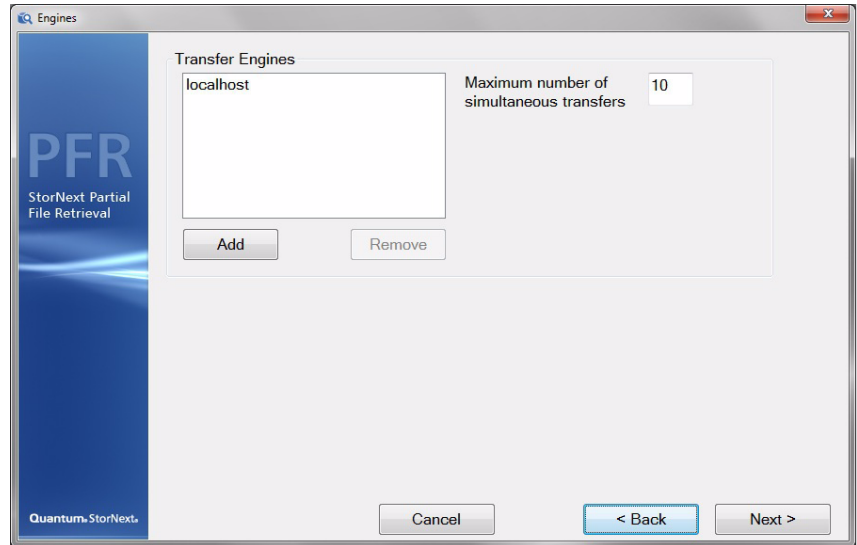 Engines
PFR
StorNext Partial
File Retrieval
Transfer Engines
localhost
Maximum number of
simultaneous transfers
10
Add
Remove
Quantum. StorNext.
Cancel
< Back
Next >